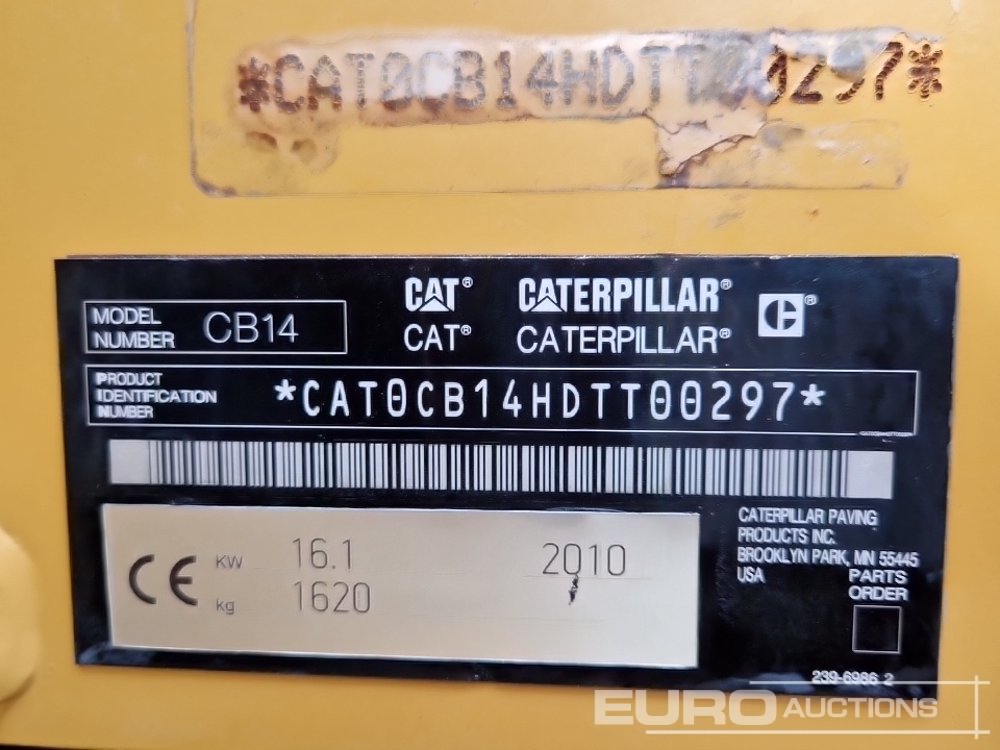 *CAT0CB14HDTT00297*
CAT® CATERPILLAR® C®
MODEL NUMBER CB14
CAT® CATERPILLAR®
PRODUCT IDENTIFICATION NUMBER *CAT0CB14HDTT00297*
CE KW 16.1 2010
kg 1620
CATERPILLAR PAVING
PRODUCTS INC.
BROOKLYN PARK, MN 55445
USA
PARTS
ORDER
239-6986 2
EURO AUCTIONS